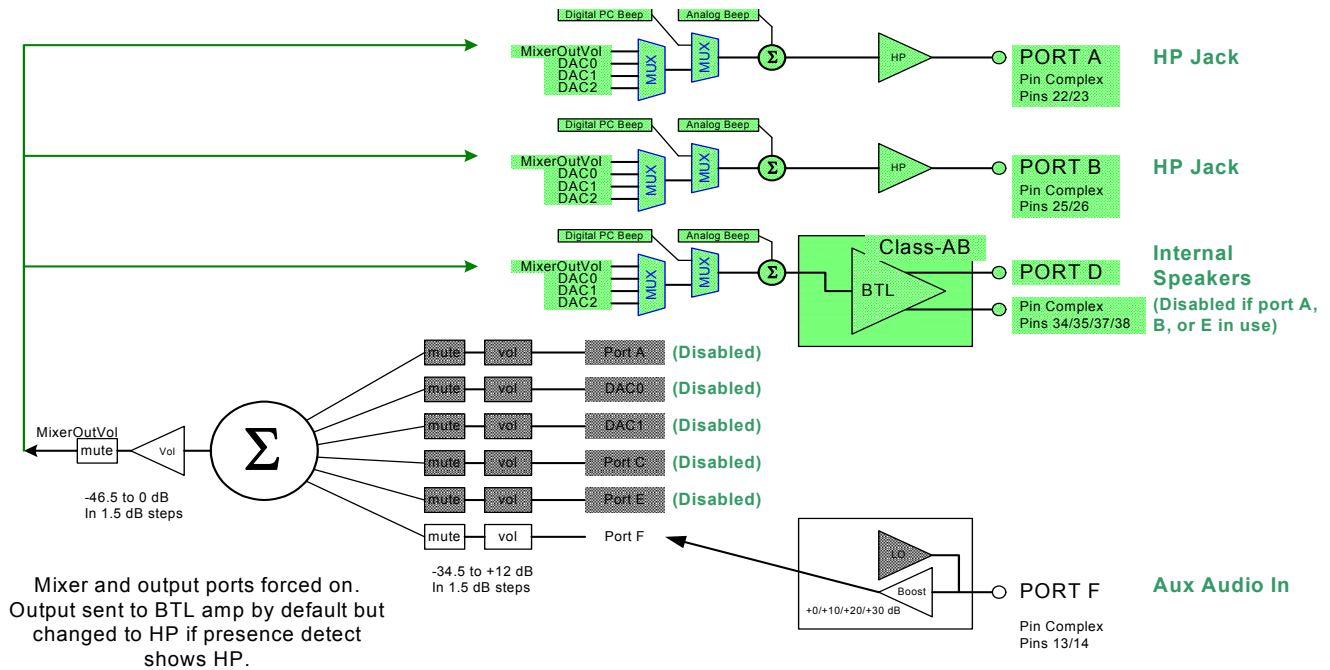 Digital PC Beep
Analog Beep
MixerOutVol
DAC0
DAC1
DAC2
MUX
MUX
Σ
HP
PORT A
Pin Complex
Pins 22/23
HP Jack
Digital PC Beep
Analog Beep
MixerOutVol
DAC0
DAC1
DAC2
MUX
MUX
Σ
HP
PORT B
Pin Complex
Pins 25/26
HP Jack
Digital PC Beep
Analog Beep
MixerOutVol
DAC0
DAC1
DAC2
MUX
MUX
Σ
Class-AB
BTL
PORT D
Pin Complex
Pins 34/35/37/38
Internal
Speakers
(Disabled if port A,
B, or E in use)
mute
vol
Port A
(Disabled)
mute
vol
DAC0
(Disabled)
mute
vol
DAC1
(Disabled)
mute
vol
Port C
(Disabled)
mute
vol
Port E
(Disabled)
mute
vol
Port F
-34.5 to +12 dB
In 1.5 dB steps
MixerOutVol
mute
Vol
Σ
-46.5 to 0 dB
In 1.5 dB steps
LO
Boost
+0/+10/+20/+30 dB
PORT F
Pin Complex
Pins 13/14
Aux Audio In
Mixer and output ports forced on.
Output sent to BTL amp by default but
changed to HP if presence detect
shows HP.